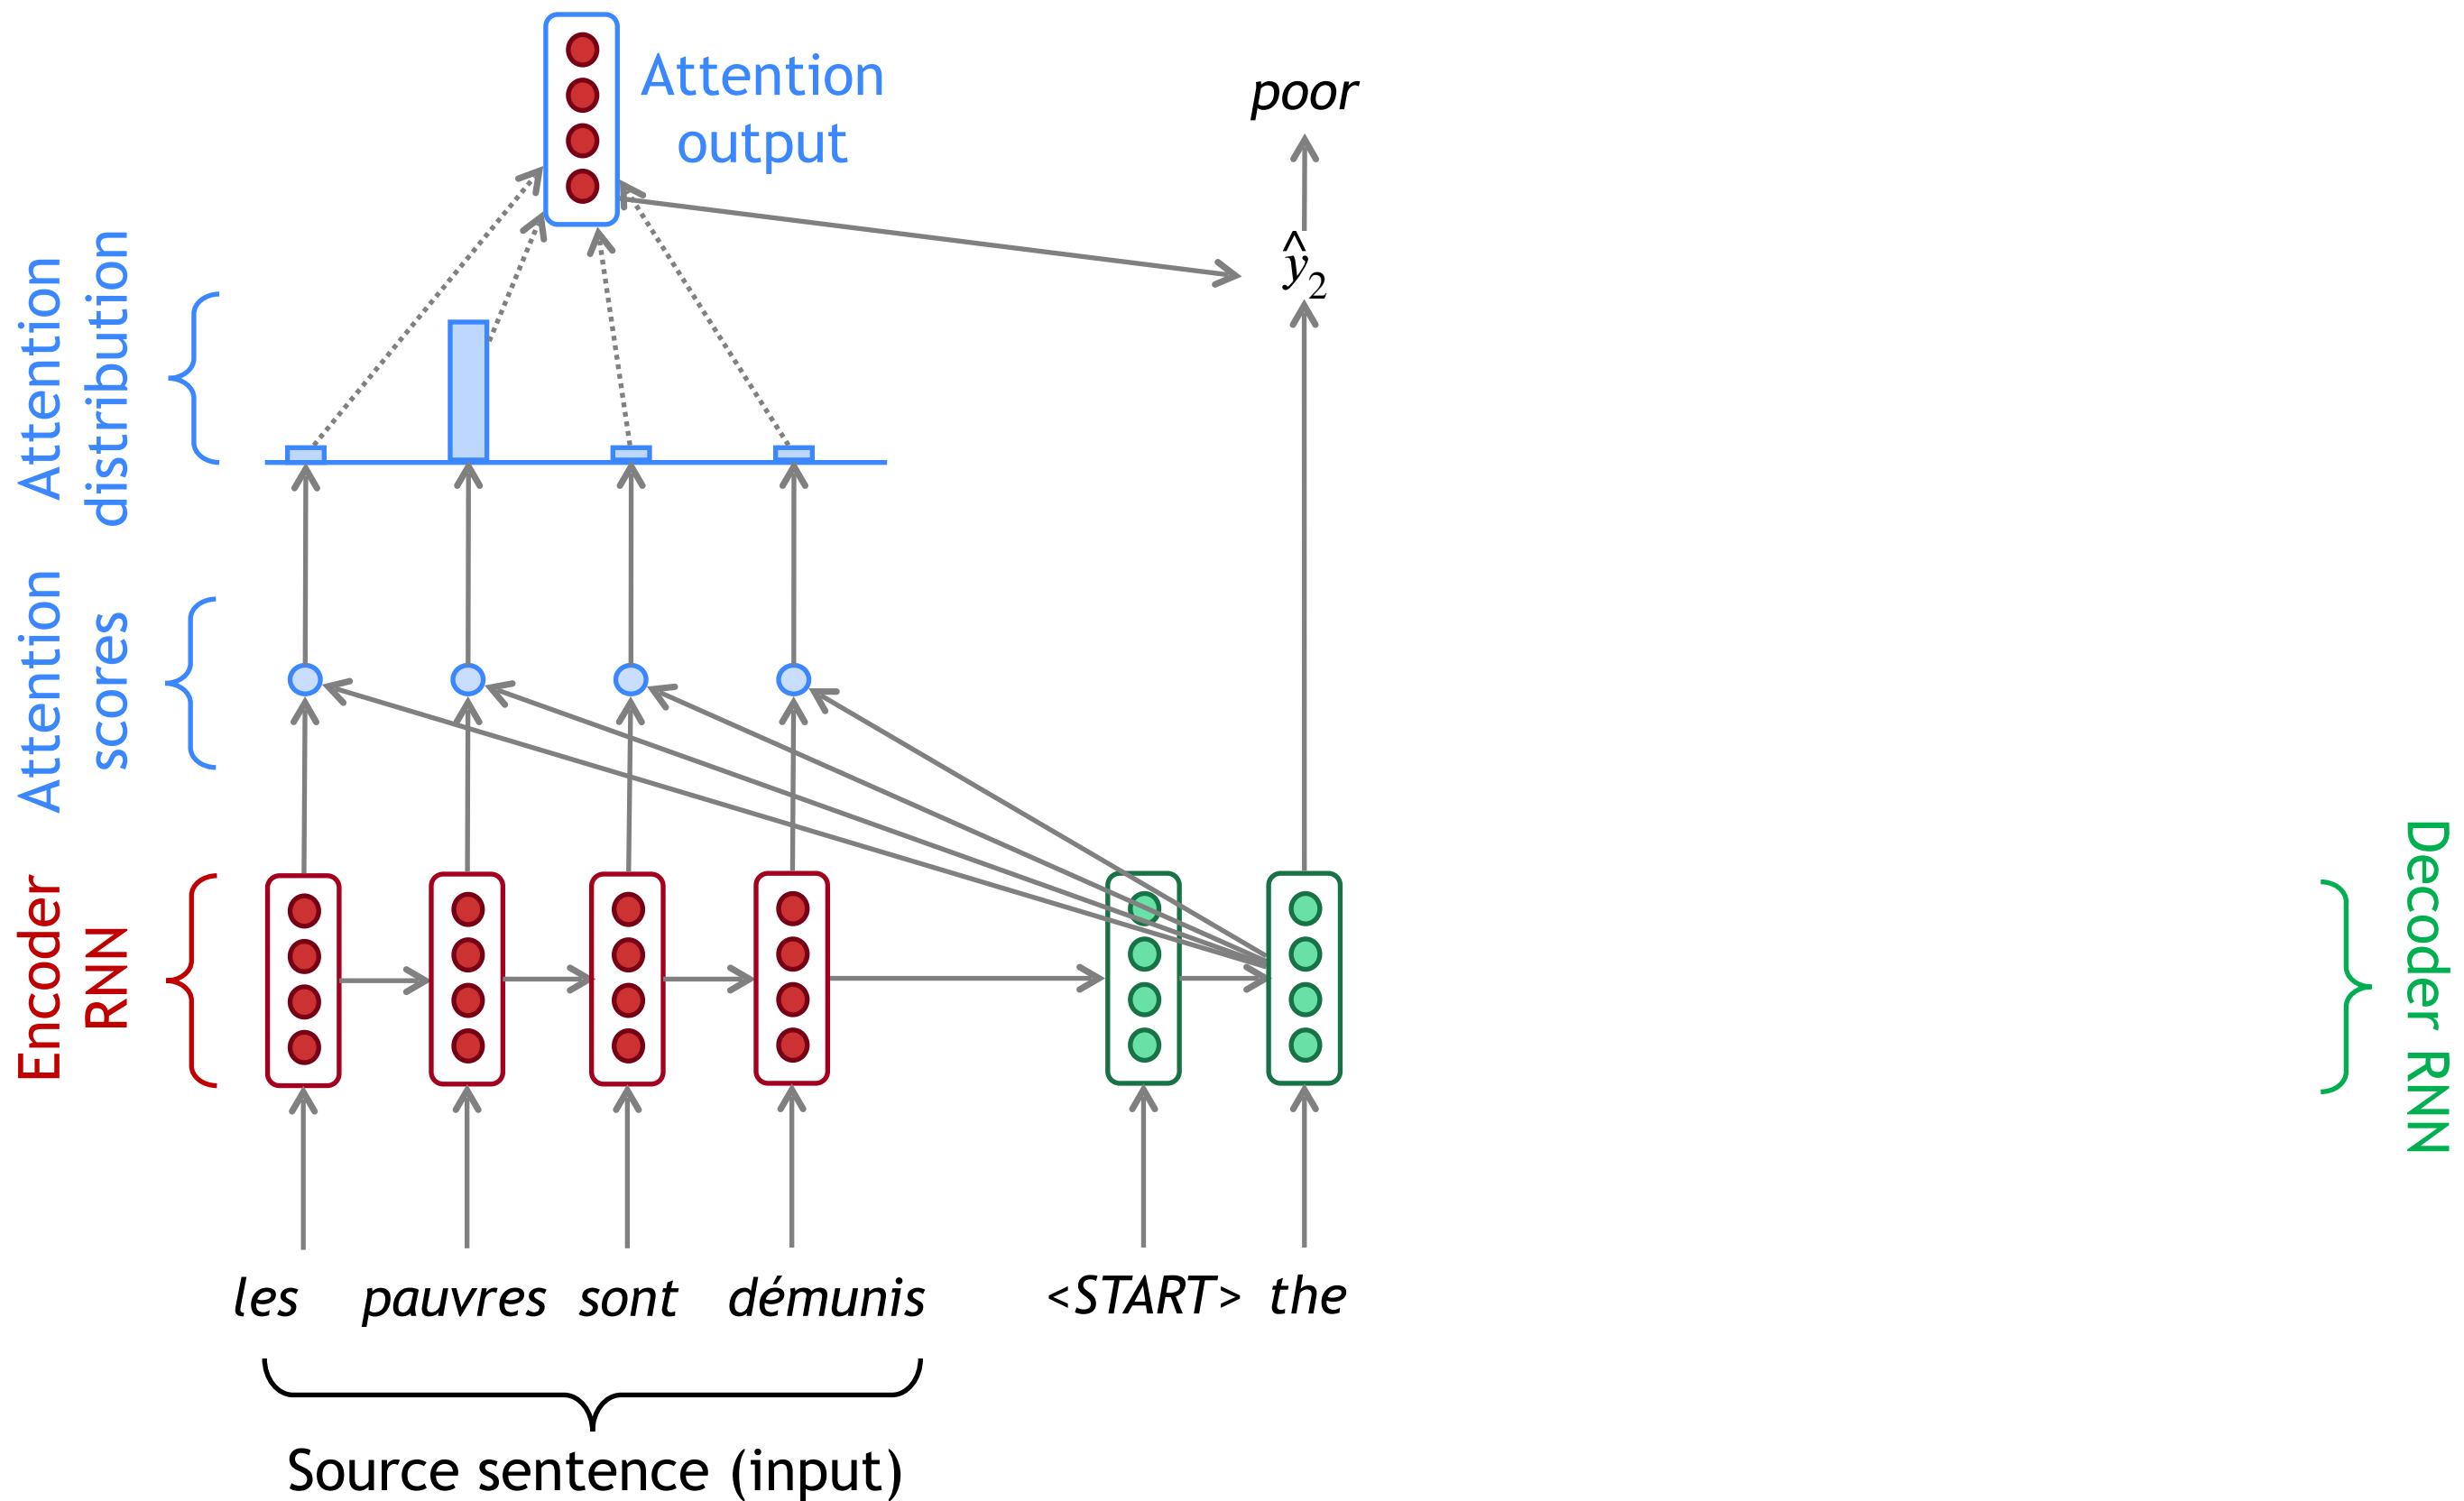 Attention
output
poor
ŷ2
Attention
distribution
Attention
scores
Encoder
RNN
Decoder RNN
les pauvres sont démunis <START> the
Source sentence (input)